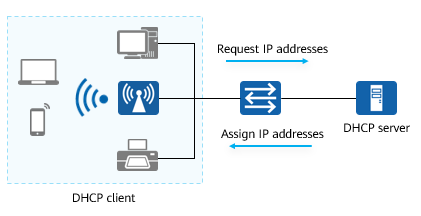 Request IP addresses
Assign IP addresses
DHCP server
DHCP client